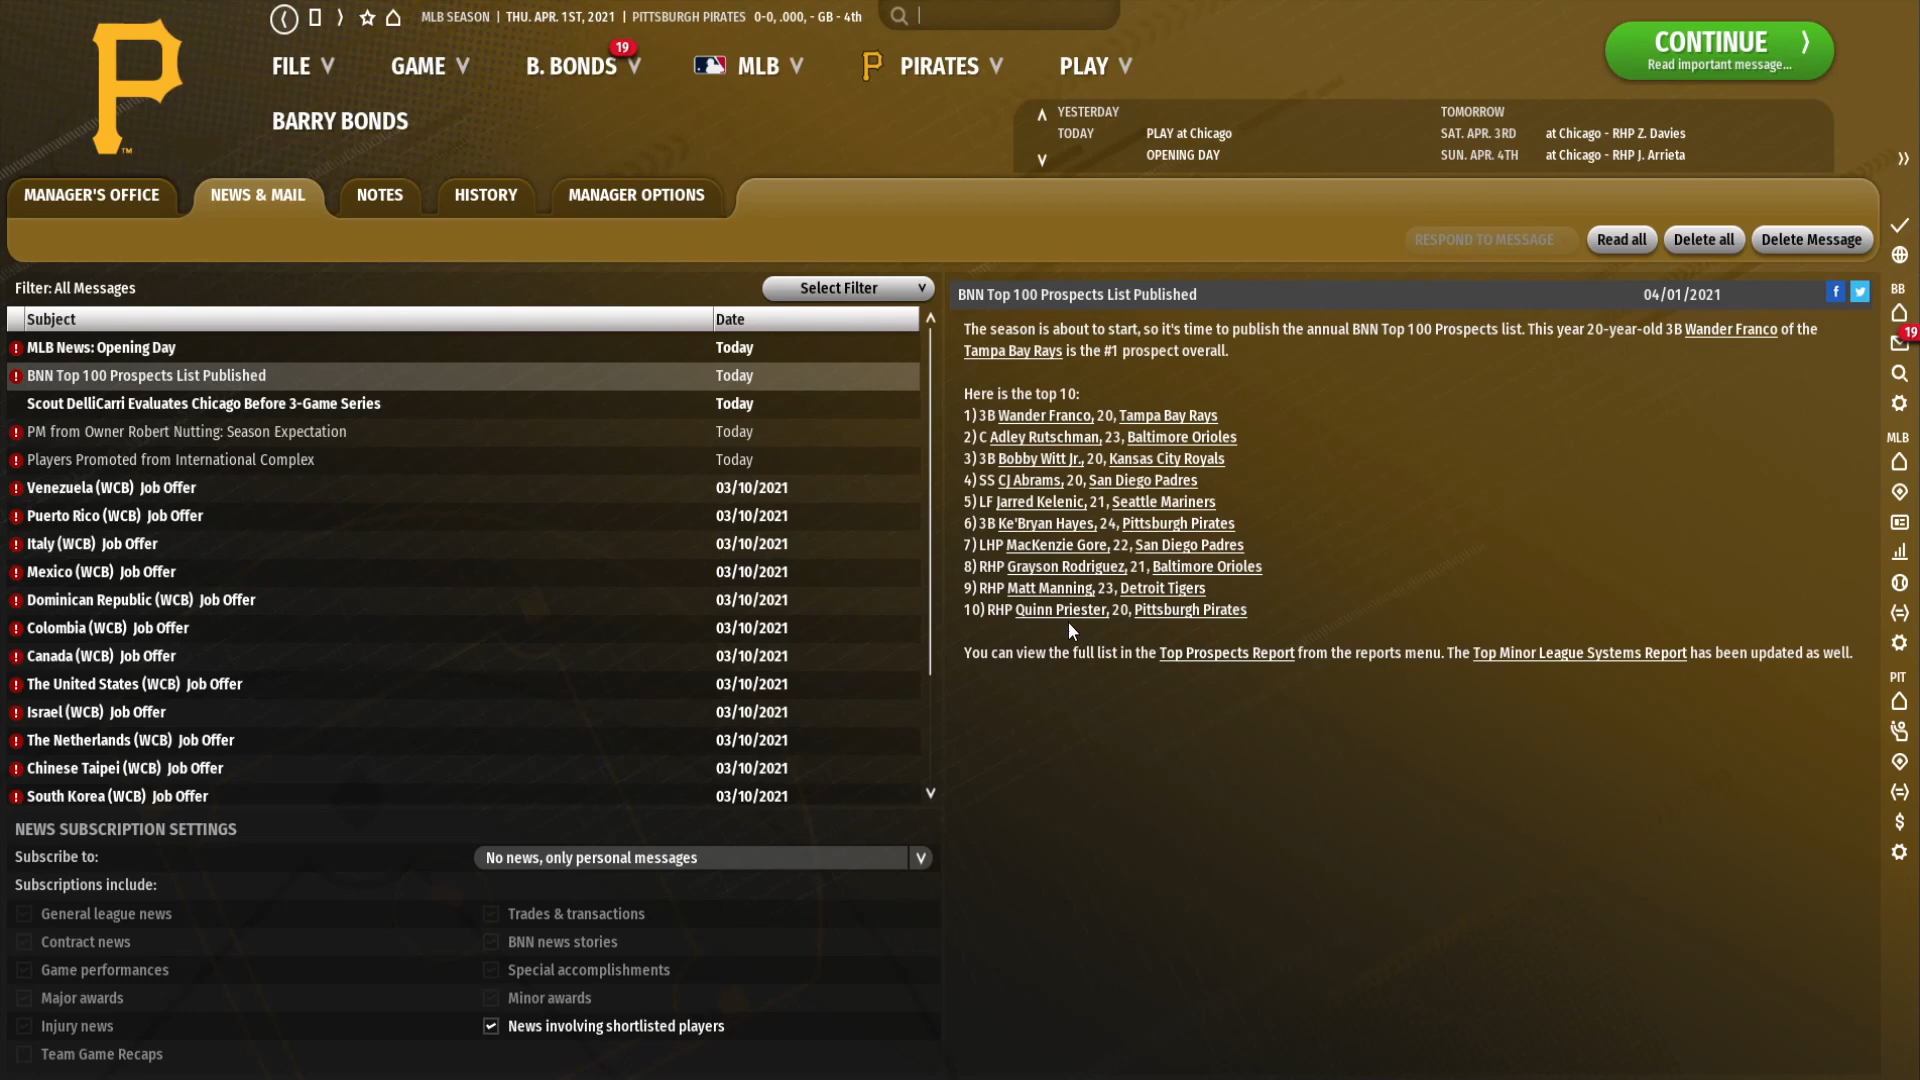 MLB SEASON | THU. APR. 1ST, 2021 | PITTSBURGH PIRATES 0-0, .000, - GB - 4th
FILE GAME B. BONDS 19 MLB PIRATES PLAY
CONTINUE
Read important message...
P
TM
BARRY BONDS
YESTERDAY TOMORROW
TODAY PLAY at Chicago SAT. APR. 3RD at Chicago - RHP Z. Davies
OPENING DAY SUN. APR. 4TH at Chicago - RHP J. Arrieta
MANAGER'S OFFICE NEWS & MAIL NOTES HISTORY MANAGER OPTIONS
RESPOND TO MESSAGE Read all Delete all Delete Message
Filter: All Messages Select Filter
Subject Date
MLB News: Opening Day Today
BNN Top 100 Prospects List Published Today
Scout DelliCarri Evaluates Chicago Before 3-Game Series Today
PM from Owner Robert Nutting: Season Expectation Today
Players Promoted from International Complex Today
Venezuela (WCB) Job Offer 03/10/2021
Puerto Rico (WCB) Job Offer 03/10/2021
Italy (WCB) Job Offer 03/10/2021
Mexico (WCB) Job Offer 03/10/2021
Dominican Republic (WCB) Job Offer 03/10/2021
Colombia (WCB) Job Offer 03/10/2021
Canada (WCB) Job Offer 03/10/2021
The United States (WCB) Job Offer 03/10/2021
Israel (WCB) Job Offer 03/10/2021
The Netherlands (WCB) Job Offer 03/10/2021
Chinese Taipei (WCB) Job Offer 03/10/2021
South Korea (WCB) Job Offer 03/10/2021
NEWS SUBSCRIPTION SETTINGS
Subscribe to: No news, only personal messages
Subscriptions include:
General league news Trades & transactions
Contract news BNN news stories
Game performances Special accomplishments
Major awards Minor awards
Injury news News involving shortlisted players
Team Game Recaps
BNN Top 100 Prospects List Published 04/01/2021
The season is about to start, so it's time to publish the annual BNN Top 100 Prospects list. This year 20-year-old 3B Wander Franco of the
Tampa Bay Rays is the #1 prospect overall.
Here is the top 10:
1) 3B Wander Franco, 20, Tampa Bay Rays
2) C Adley Rutschman, 23, Baltimore Orioles
3) 3B Bobby Witt Jr., 20, Kansas City Royals
4) SS CJ Abrams, 20, San Diego Padres
5) LF Jarred Kelenic, 21, Seattle Mariners
6) 3B Ke'Bryan Hayes, 24, Pittsburgh Pirates
7) LHP MacKenzie Gore, 22, San Diego Padres
8) RHP Grayson Rodriguez, 21, Baltimore Orioles
9) RHP Matt Manning, 23, Detroit Tigers
10) RHP Quinn Priester, 20, Pittsburgh Pirates
You can view the full list in the Top Prospects Report from the reports menu. The Top Minor League Systems Report has been updated as well.
BB
19
MLB
PIT